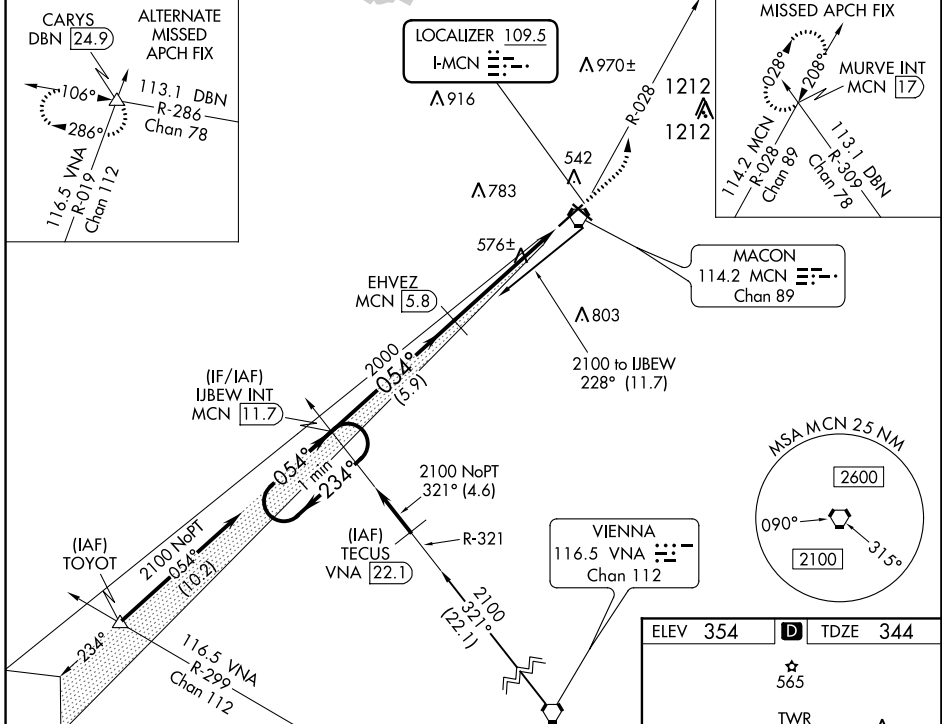 CARYS
DBN 24.9
ALTERNATE
MISSED
APCH FIX
106°
286°
113.1 DBN
R-286
Chan 78
116.5 VNA
R-019
Chan 112
LOCALIZER 109.5
I-MCN
916
970±
R-028
1212
1212
MISSED APCH FIX
028°
208°
MURVE INT
MCN 17
114.2 MCN
R-028
Chan 89
113.1 DBN
R-309
Chan 78
542
783
576±
MACON
114.2 MCN
Chan 89
EHVEZ
MCN 5.8
803
2100 to IJBEW
228° (11.7)
2000
054°
(5.9)
(IF/IAF)
IJBEW INT
MCN 11.7
054°
1 min
234°
2100 NoPT
321° (4.6)
(IAF)
TECUS
VNA 22.1
R-321
MSA MCN 25 NM
2600
090°
2100
315°
VIENNA
116.5 VNA
Chan 112
(IAF)
TOYOT
2100 NoPT
054°
(10.2)
234°
2100
321°
(22.1)
116.5 VNA
R-299
Chan 112
ELEV 354 D TDZE 344
565
TWR